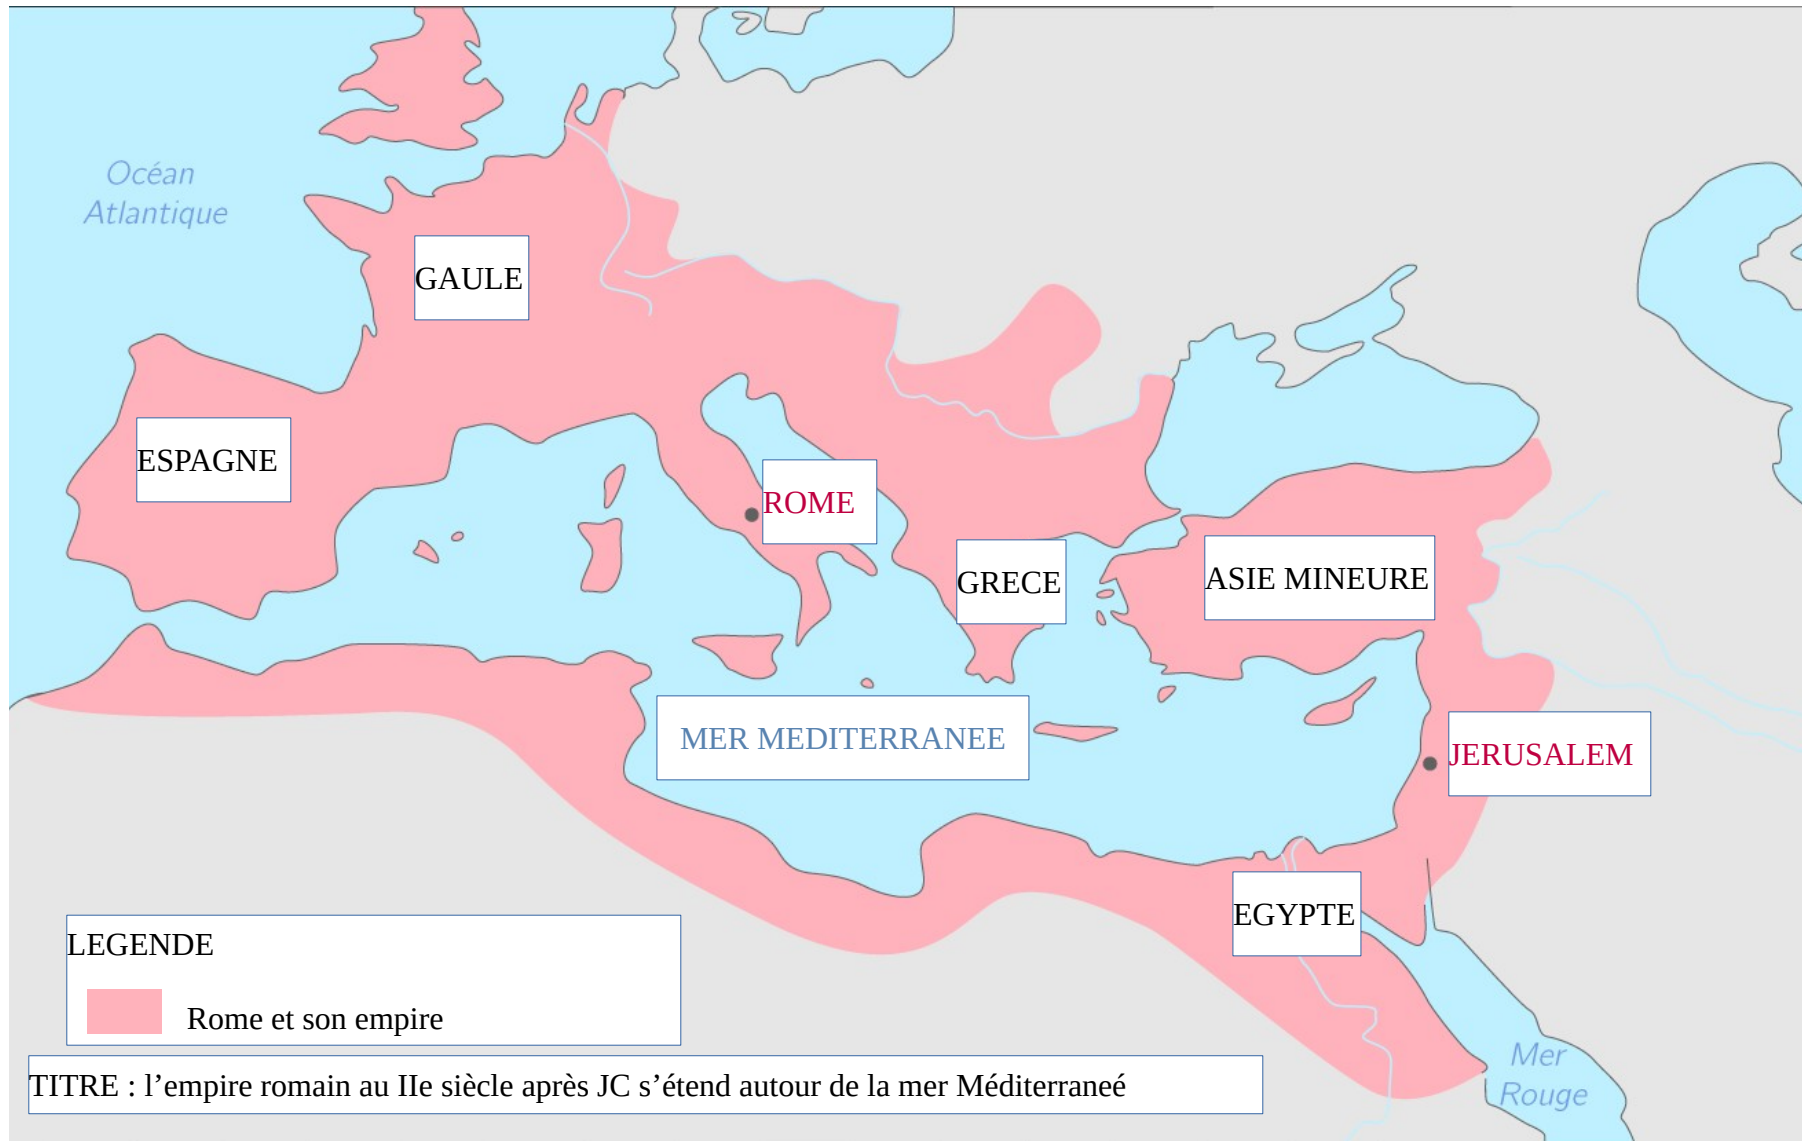 Océan
Atlantique
GAULE
ESPAGNE
ROME
GRECE
ASIE MINEURE
MER MEDITERRANEE
JERUSALEM
EGYPTE
LEGENDE
Rome et son empire
TITRE : l’empire romain au IIe siècle après JC s’étend autour de la mer Méditerraneé
Mer
Rouge